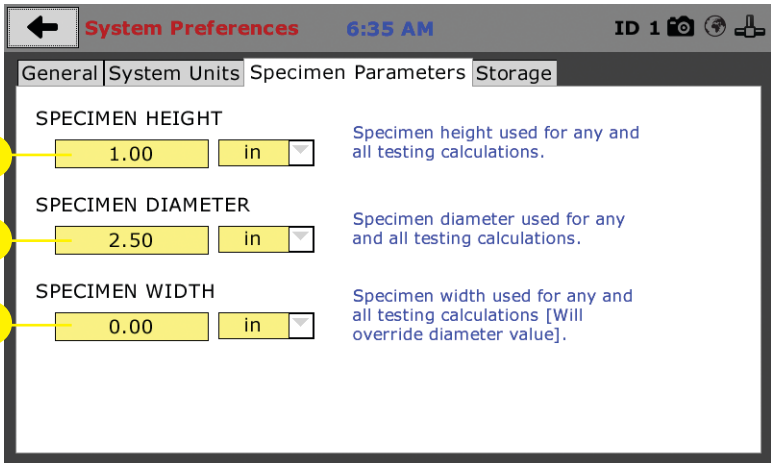 System Preferences 6:35 AM ID 1
General System Units Specimen Parameters Storage
SPECIMEN HEIGHT
1.00 in
Specimen height used for any and
all testing calculations.
SPECIMEN DIAMETER
2.50 in
Specimen diameter used for any
and all testing calculations.
SPECIMEN WIDTH
0.00 in
Specimen width used for any and
all testing calculations [Will
override diameter value].